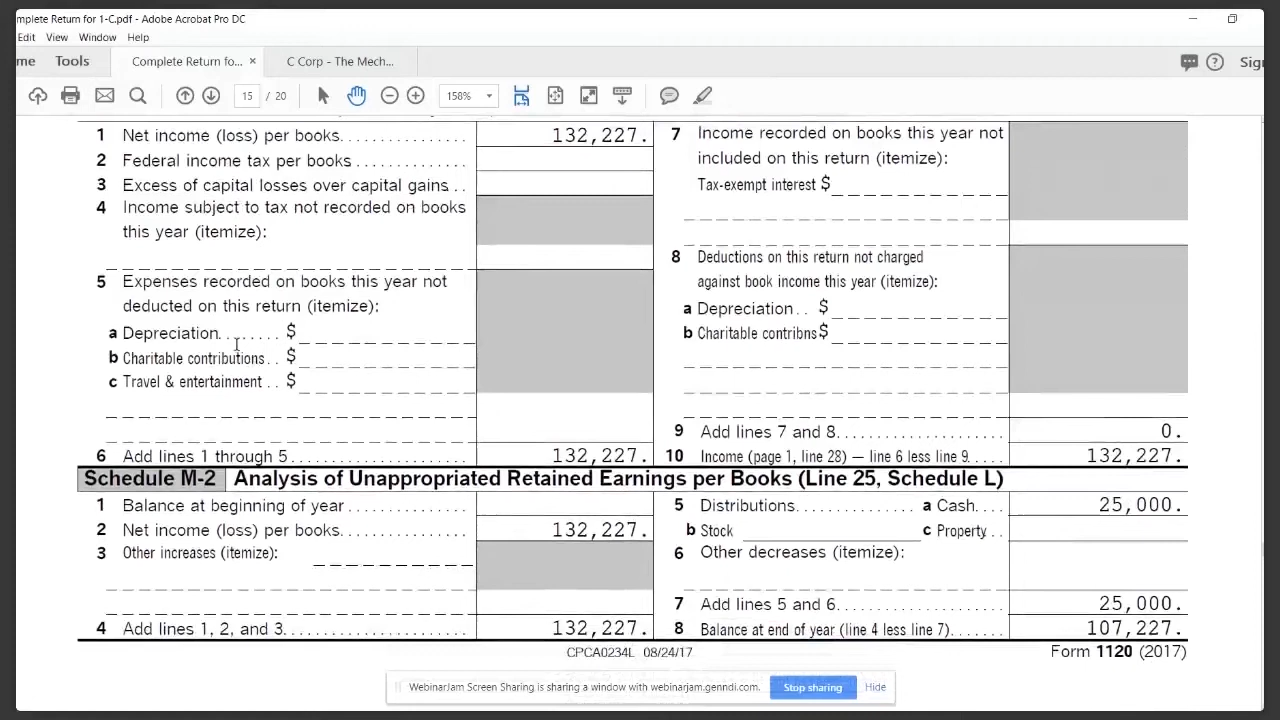 mplete Return for 1-C.pdf - Adobe Acrobat Pro DC
Edit View Window Help
me Tools Complete Return fo... × C Corp - The Mech... ? Sig
15 / 20 158%
1 Net income (loss) per books 132,227.
2 Federal income tax per books
3 Excess of capital losses over capital gains
4 Income subject to tax not recorded on books
this year (itemize):
5 Expenses recorded on books this year not
deducted on this return (itemize):
a Depreciation $
b Charitable contributions $
c Travel & entertainment $
6 Add lines 1 through 5 132,227.
7 Income recorded on books this year not
included on this return (itemize):
Tax-exempt interest $
8 Deductions on this return not charged
against book income this year (itemize):
a Depreciation $
b Charitable contribns $
9 Add lines 7 and 8 0.
10 Income (page 1, line 28) — line 6 less line 9 132,227.
Schedule M-2 Analysis of Unappropriated Retained Earnings per Books (Line 25, Schedule L)
1 Balance at beginning of year
2 Net income (loss) per books 132,227.
3 Other increases (itemize):
4 Add lines 1, 2, and 3 132,227.
5 Distributions a Cash 25,000.
b Stock c Property
6 Other decreases (itemize):
7 Add lines 5 and 6 25,000.
8 Balance at end of year (line 4 less line 7) 107,227.
CPCA0234L 08/24/17 Form 1120 (2017)
WebinarJam Screen Sharing is sharing a window with webinarjam.genndi.com. Stop sharing Hide